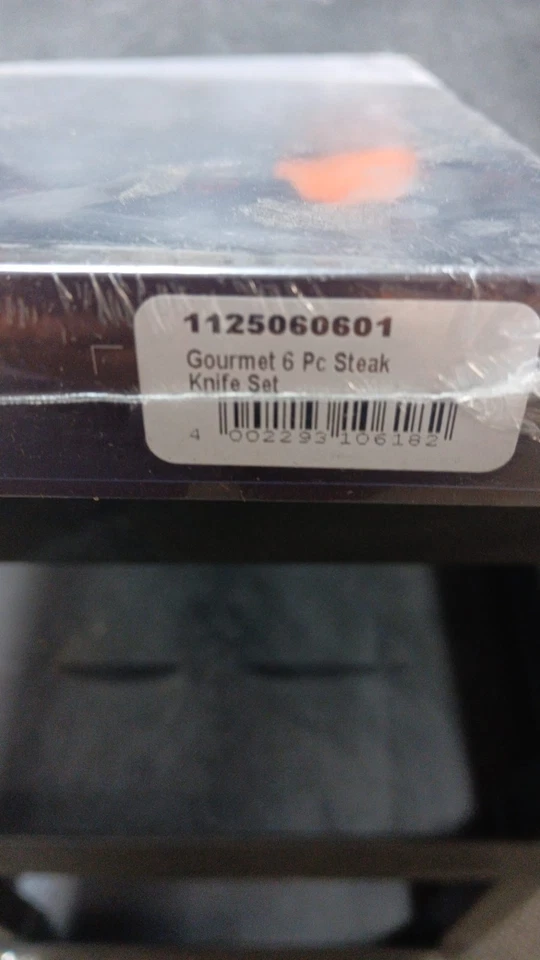 1125060601
Gourmet 6 Pc Steak
Knife Set
4 002293 106182